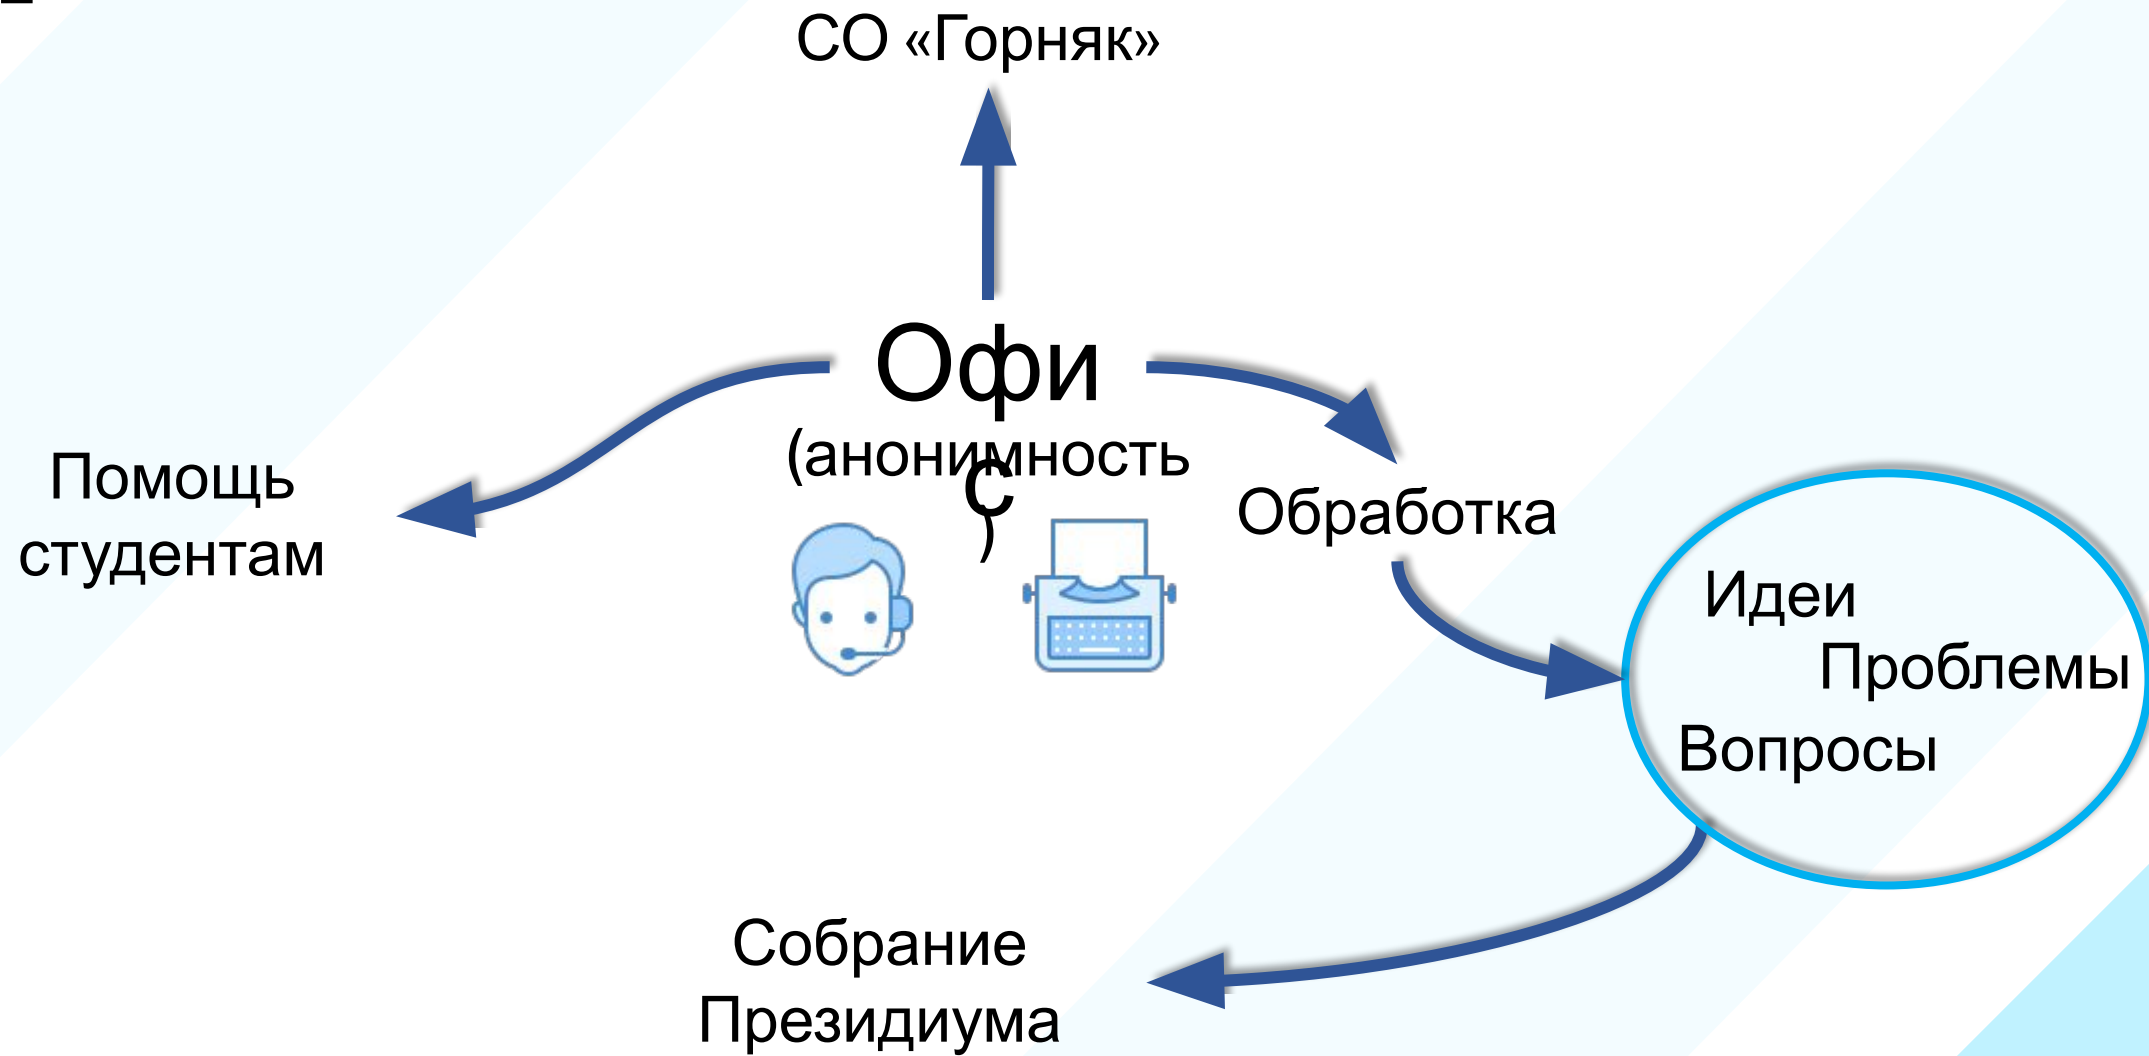 СО «Горняк»
Офи
с
(анонимность
)
Помощь
студентам
Обработка
Идеи
Проблемы
Вопросы
Собрание
Президиума